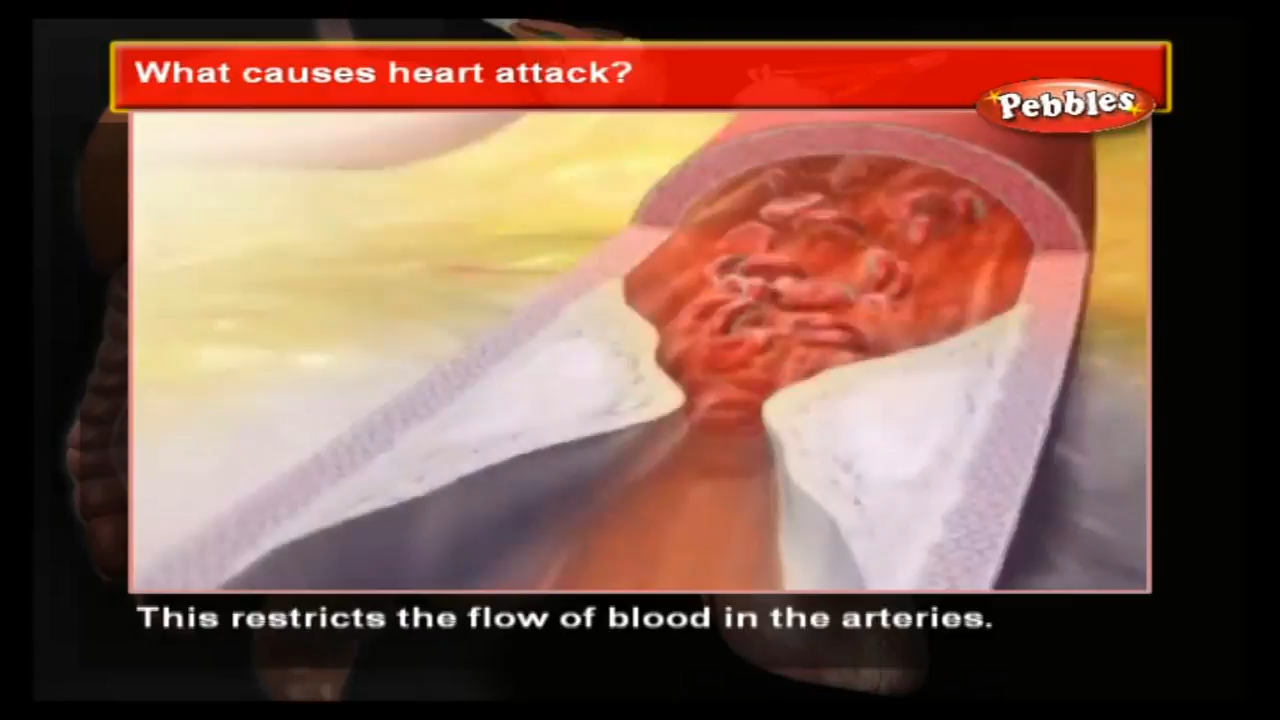 What causes heart attack?
Pebbles
This restricts the flow of blood in the arteries.